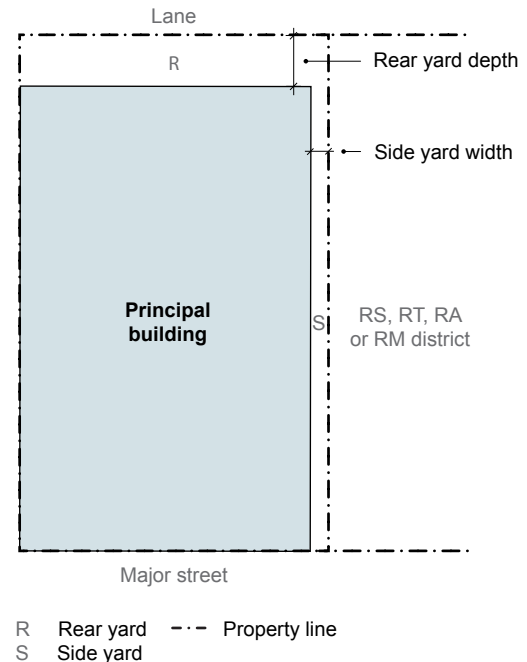 Lane
R
Rear yard depth
Side yard width
Principal
building
S
RS, RT, RA
or RM district
Major street
R Rear yard Property line
S Side yard